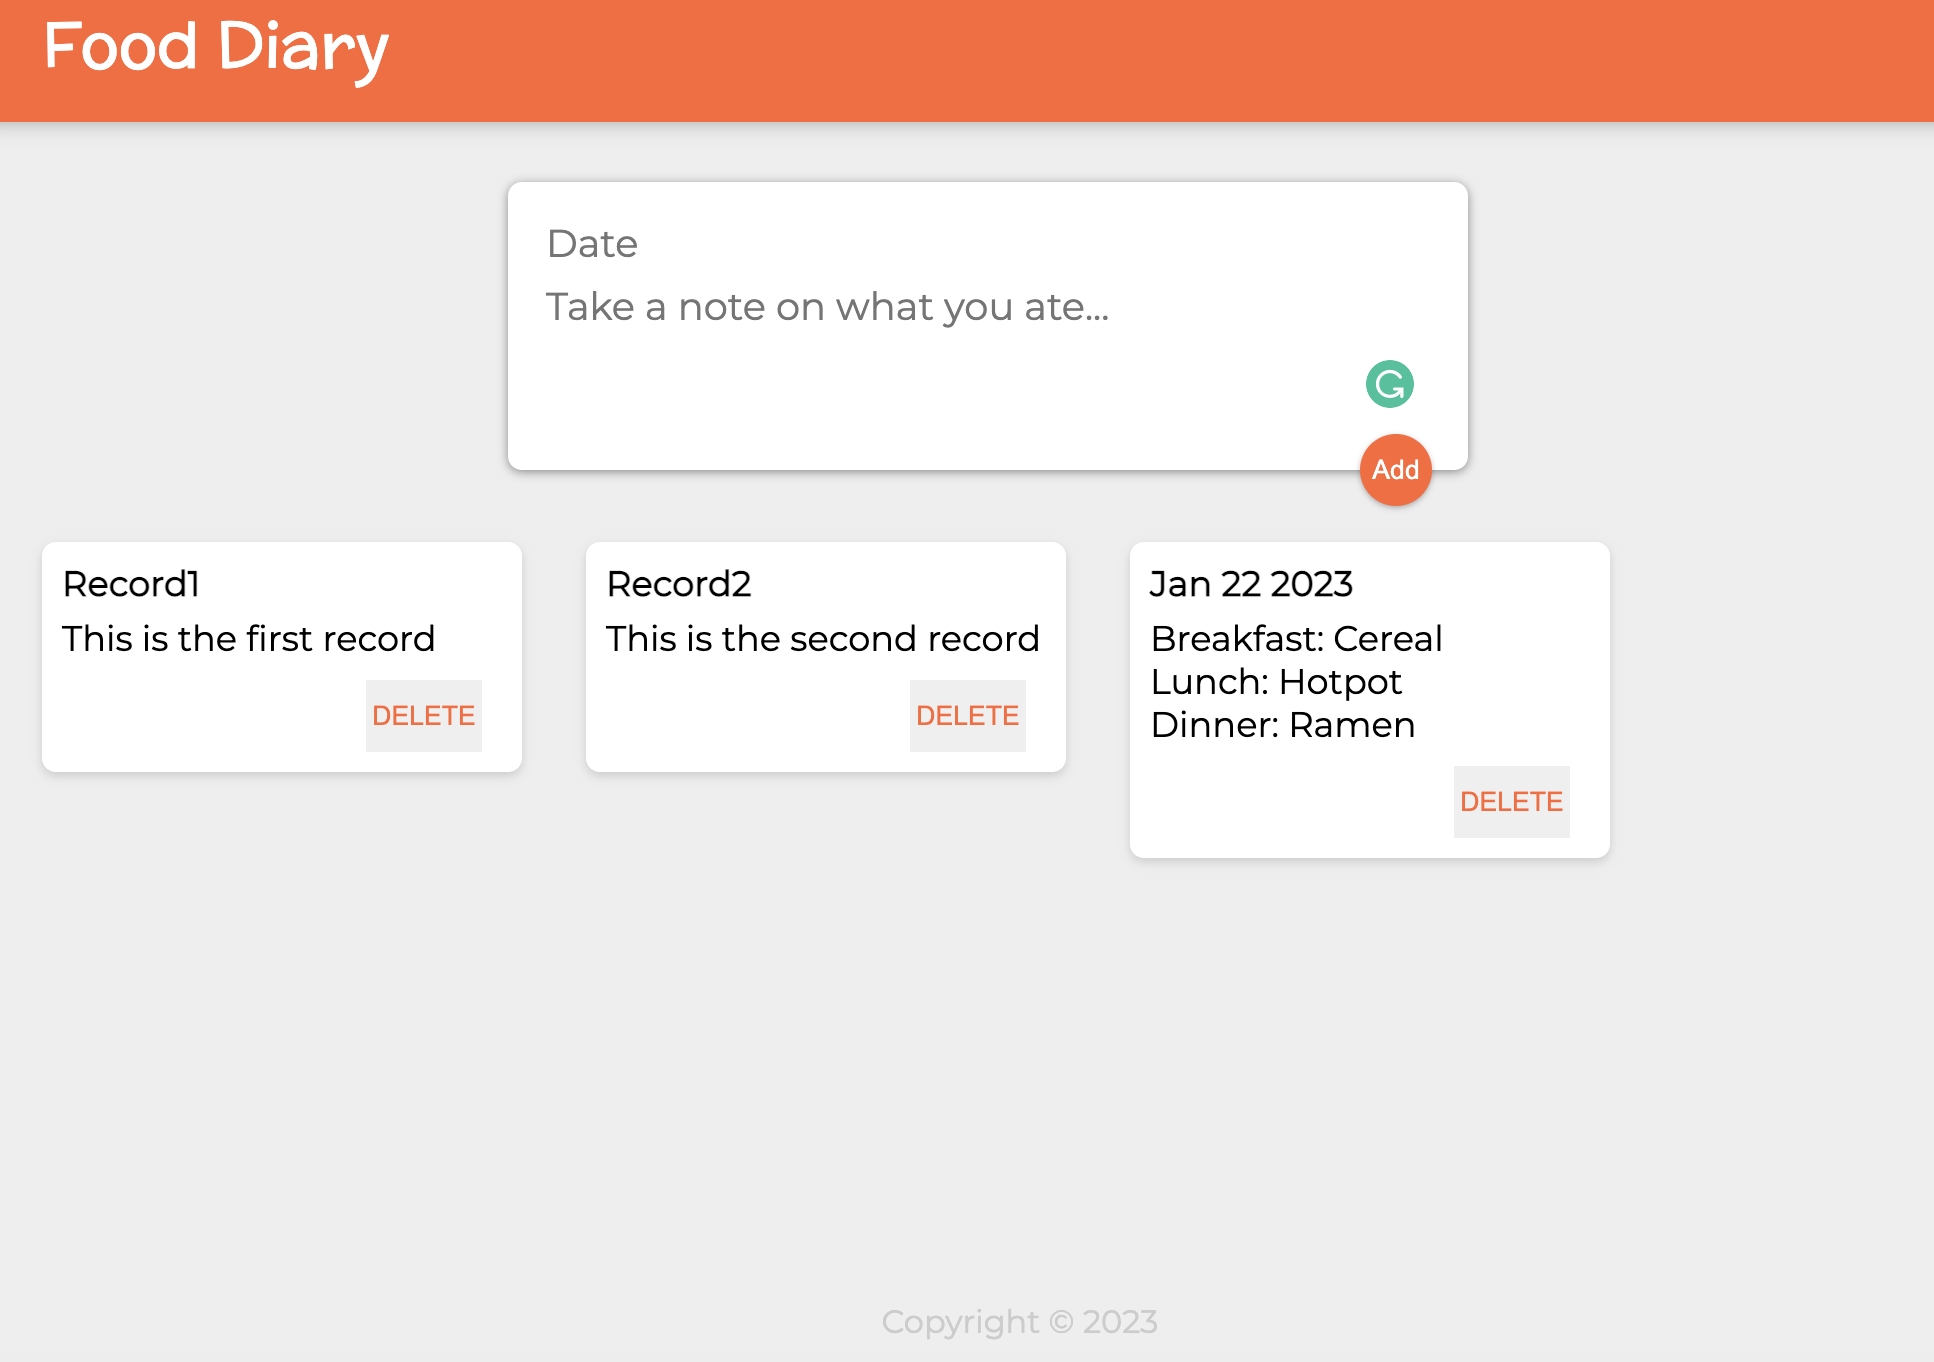 Food Diary
Date
Take a note on what you ate...
Add
Record1
This is the first record
DELETE
Record2
This is the second record
DELETE
Jan 22 2023
Breakfast: Cereal
Lunch: Hotpot
Dinner: Ramen
DELETE
Copyright © 2023